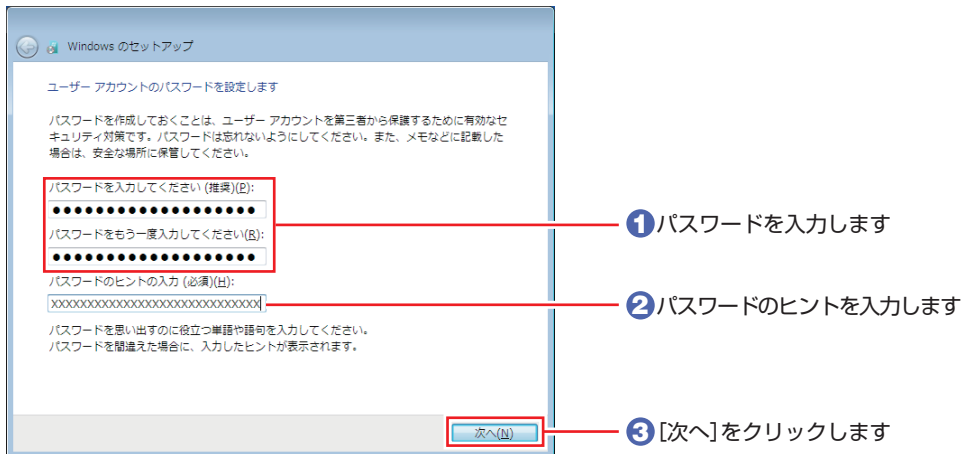 Windows のセットアップ
ユーザー アカウントのパスワードを設定します
パスワードを作成しておくことは、ユーザー アカウントを第三者から保護するために有効なセ
キュリティ対策です。パスワードは忘れないようにしてください。また、メモなどに記載した
場合は、安全な場所に保管してください。
パスワードを入力してください (推奨)(P):
●●●●●●●●●●●●●●●●●●●
❶パスワードを入力します
パスワードをもう一度入力してください(R):
●●●●●●●●●●●●●●●●●●●
パスワードのヒントの入力 (必須)(H):
XXXXXXXXXXXXXXXXXXXXXXXXXXXXX
❷パスワードのヒントを入力します
パスワードを思い出すのに役立つ単語や語句を入力してください。
パスワードを間違えた場合に、入力したヒントが表示されます。
次へ(N)
❸[次へ]をクリックします